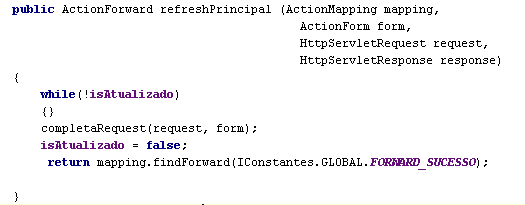 public ActionForward refreshPrincipal (ActionMapping mapping,
ActionForm form,
HttpServletRequest request,
HttpServletResponse response)
{
while(!isAtualizado)
{}
completaRequest(request, form);
isAtualizado = false;
return mapping.findForward(IConstantes.GLOBAL.FORWARD_SUCESSO);
}